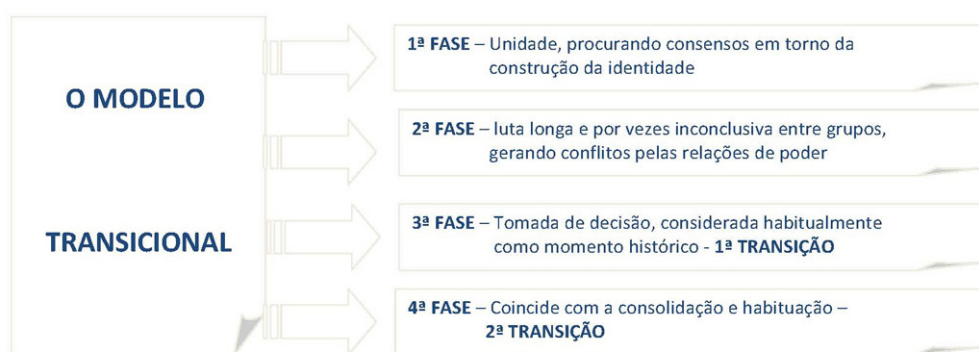 O MODELO
TRANSICIONAL
1ª FASE – Unidade, procurando consensos em torno da
construção da identidade
2ª FASE – luta longa e por vezes inconclusiva entre grupos,
gerando conflitos pelas relações de poder
3ª FASE – Tomada de decisão, considerada habitualmente
como momento histórico - 1ª TRANSIÇÃO
4ª FASE – Coincide com a consolidação e habituação –
2ª TRANSIÇÃO